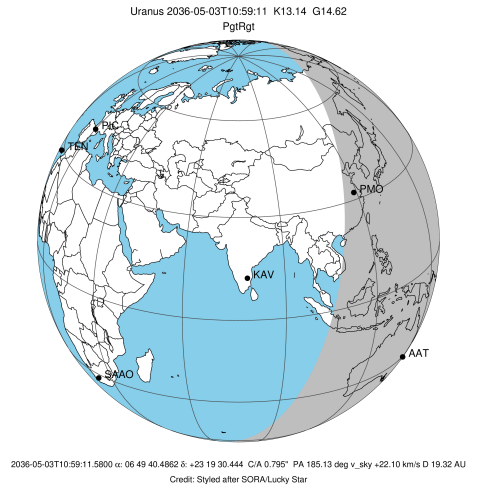 Uranus 2036-05-03T10:59:11 K13.14 G14.62
PgtRgt
PIC
TEN
PMO
KAV
AAT
SAAO
2036-05-03T10:59:11.5800 α: 06 49 40.4862 δ: +23 19 30.444 C/A 0.795" PA 185.13 deg v_sky +22.10 km/s D 19.32 AU
Credit: Styled after SORA/Lucky Star